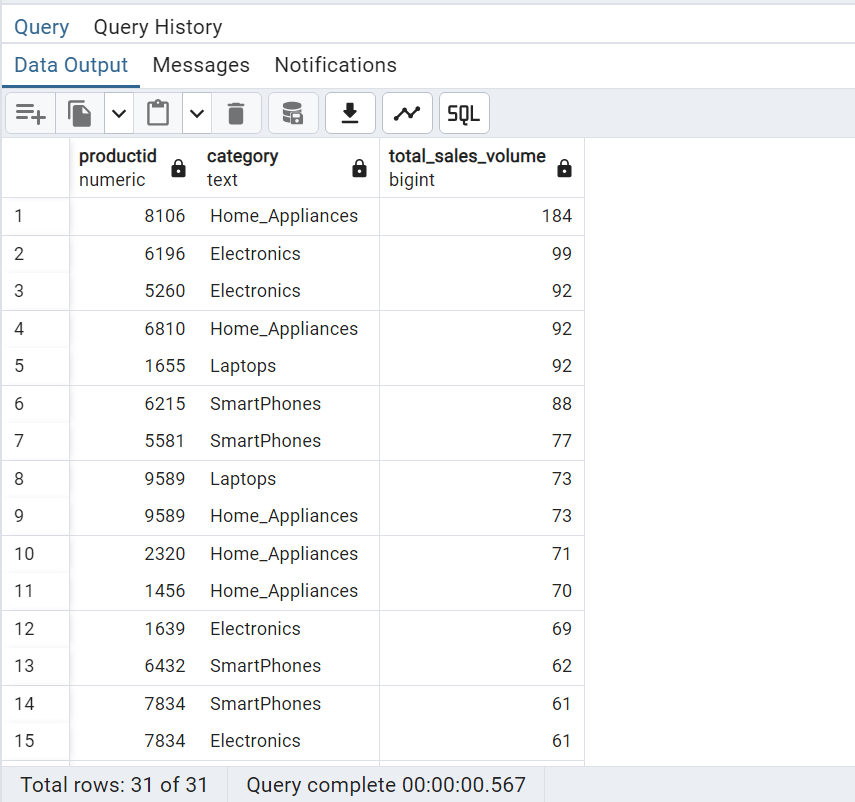 Query Query History
Data Output Messages Notifications
SQL
productid category total_sales_volume
numeric text bigint
1 8106 Home_Appliances 184
2 6196 Electronics 99
3 5260 Electronics 92
4 6810 Home_Appliances 92
5 1655 Laptops 92
6 6215 SmartPhones 88
7 5581 SmartPhones 77
8 9589 Laptops 73
9 9589 Home_Appliances 73
10 2320 Home_Appliances 71
11 1456 Home_Appliances 70
12 1639 Electronics 69
13 6432 SmartPhones 62
14 7834 SmartPhones 61
15 7834 Electronics 61
Total rows: 31 of 31 Query complete 00:00:00.567